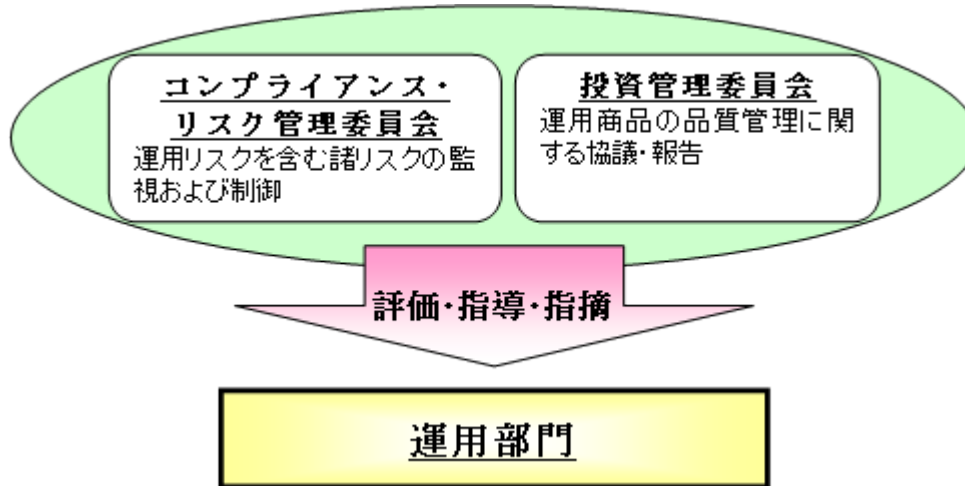 コンプライアンス・
リスク管理委員会
運用リスクを含む諸リスクの監
視および制御
投資管理委員会
運用商品の品質管理に関
する協議・報告
評価・指導・指摘
運用部門